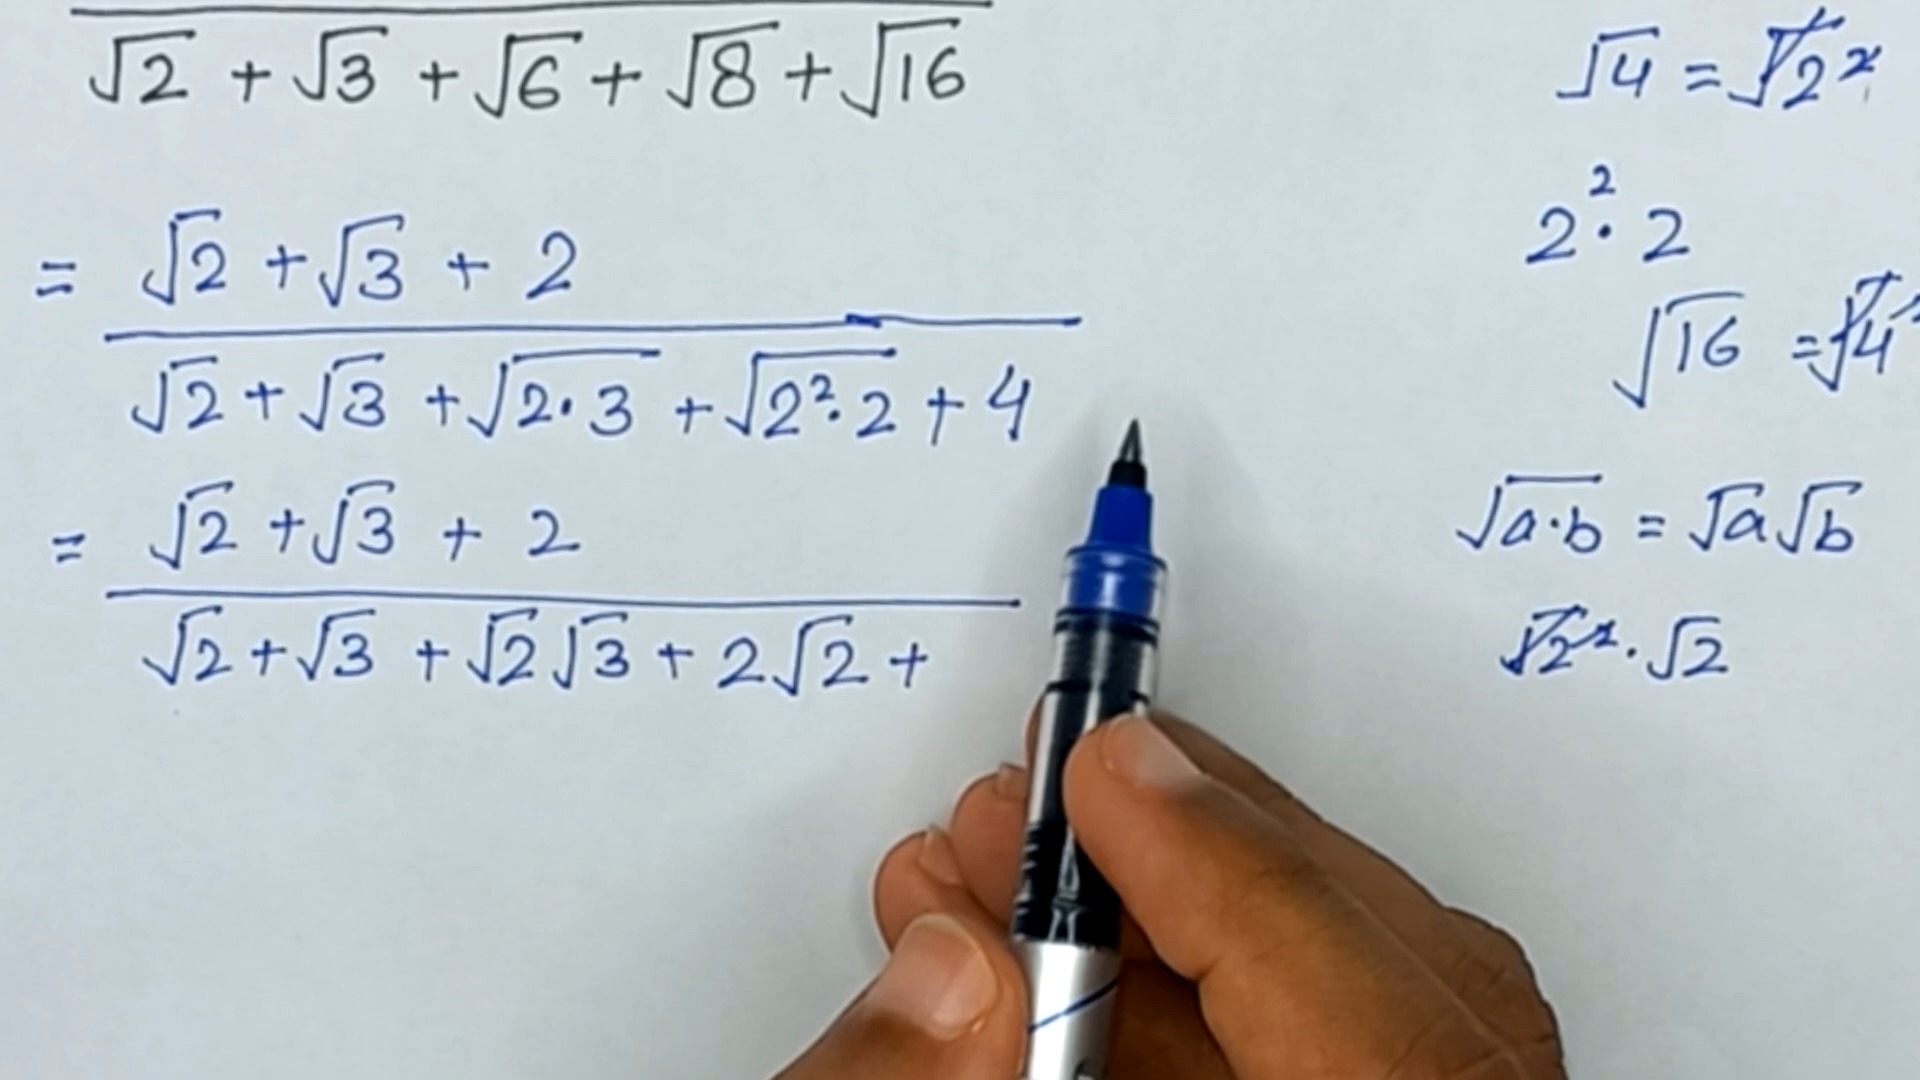 √2 + √3 + √6 + √8 + √16
= √2 + √3 + 2
√2 + √3 + √2·3 + √2²·2 + 4
= √2 + √3 + 2
√2 + √3 + √2 √3 + 2√2 +
√4 = √2²
2²·2
√16 = √4²
√a·b = √a √b
√2²·√2